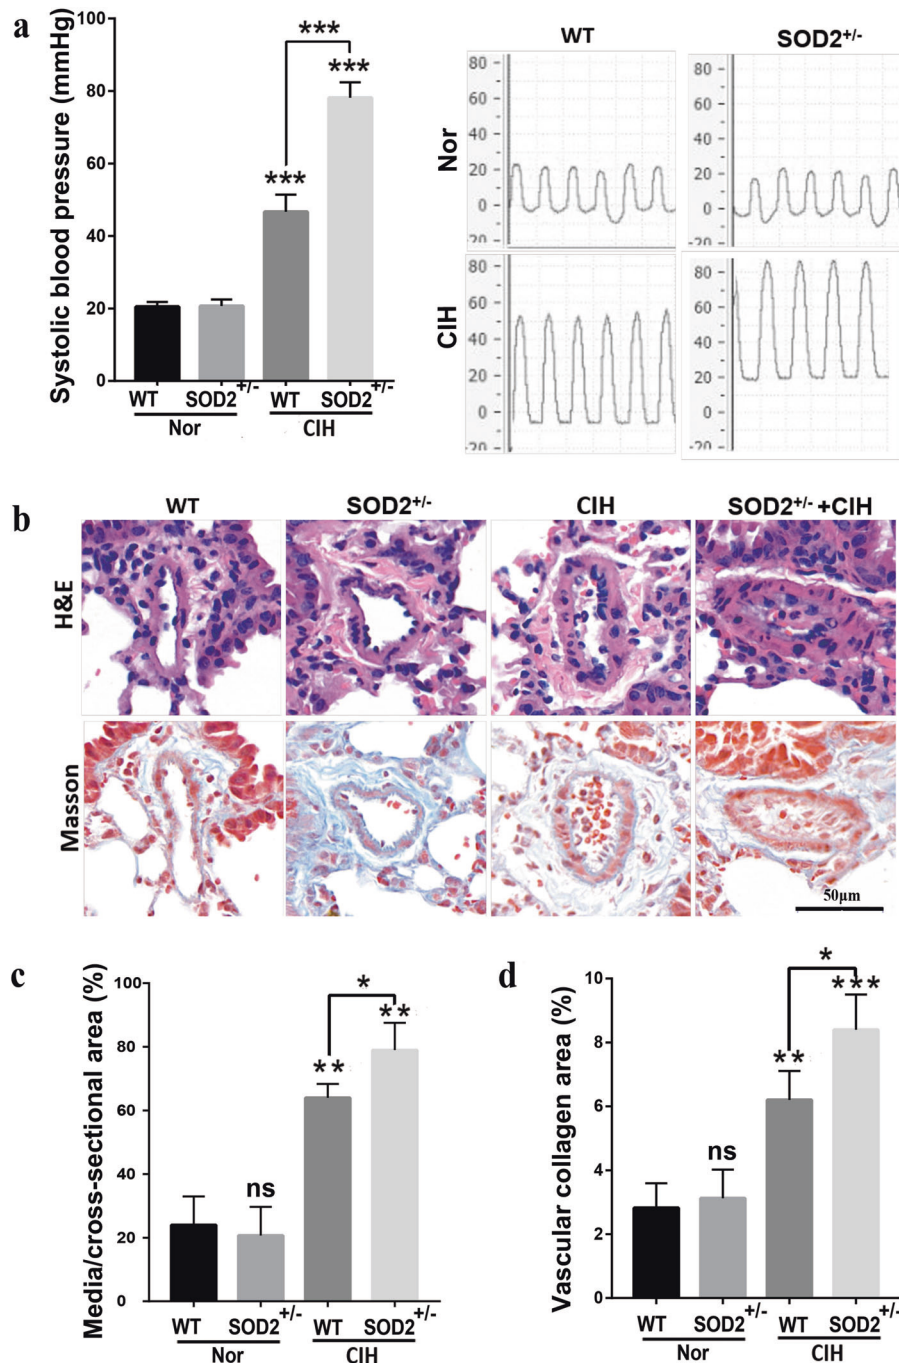 a
Systolic blood pressure (mmHg)
100
80
60
40
20
0
***
***
***
WT
SOD2+/-
WT
SOD2+/-
Nor
CIH
WT
SOD2+/-
Nor
CIH
80
60
40
20
0
-20
80
60
40
20
0
-20
80
60
40
20
0
-20
80
60
40
20
0
-20
b
WT
SOD2+/-
CIH
SOD2+/- +CIH
H&E
Masson
50μm
c
Media/cross-sectional area (%)
100
80
60
40
20
0
ns
**
*
**
WT
SOD2+/-
WT
SOD2+/-
Nor
CIH
d
Vascular collagen area (%)
10
8
6
4
2
0
ns
**
*
***
WT
SOD2+/-
WT
SOD2+/-
Nor
CIH